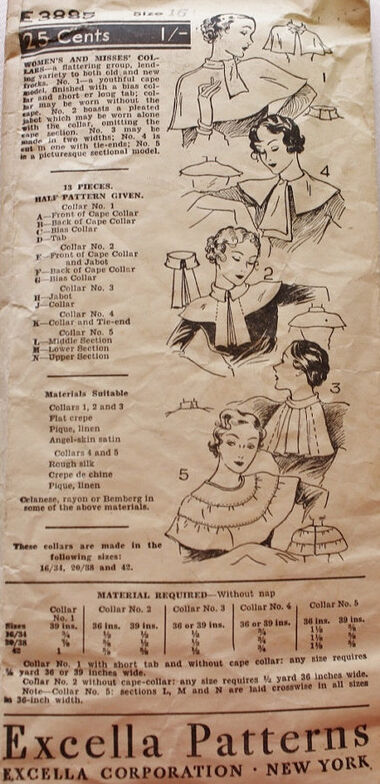 E3885 Size 16
25 Cents 1/-
WOMEN'S AND MISSES' COL-
LARS—a flattering group, lend-
ing variety to both old and new
frocks. No. 1—a youthful cape
model, finished with a bias col-
lar and short or long tab; col-
lar may be worn without the
cape. No. 2 boasts a pleated
jabot which may be worn alone
with the collar, omitting the
cape section. No. 3 may be
made in two widths; No. 4 is
cut in one with tie-ends; No. 5
is a picturesque sectional model.
1
4
2
3
5
13 PIECES.
HALF PATTERN GIVEN.
Collar No. 1
A—Front of Cape Collar
B—Back of Cape Collar
C—Bias Collar
D—Tab
Collar No. 2
E—Front of Cape Collar
and Jabot
F—Back of Cape Collar
G—Bias Collar
Collar No. 3
H—Jabot
J—Collar
Collar No. 4
K—Collar and Tie-end
Collar No. 5
L—Middle Section
M—Lower Section
N—Upper Section
Materials Suitable
Collars 1, 2 and 3
Flat crepe
Pique, linen
Angel-skin satin
Collars 4 and 5
Rough silk
Crepe de chine
Pique, linen
Celanese, rayon or Bemberg in
some of the above materials.
These collars are made in the
following sizes:
16/34, 20/38 and 42.
MATERIAL REQUIRED—Without nap
Collar No. 1 Collar No. 2 Collar No. 3 Collar No. 4 Collar No. 5
Sizes 39 ins. 36 ins. 39 ins. 36 or 39 ins. 36 or 39 ins. 36 ins. 39 ins.
16/34
20/38
42
Collar No. 1 with short tab and without cape collar: any size requires
yard 36 or 39 inches wide.
Collar No. 2 without cape-collar: any size requires ½ yard 36 inches wide.
Note—Collar No. 5: sections L, M and N are laid crosswise in all sizes
in 36-inch width.
Excella Patterns
EXCELLA CORPORATION · NEW YORK